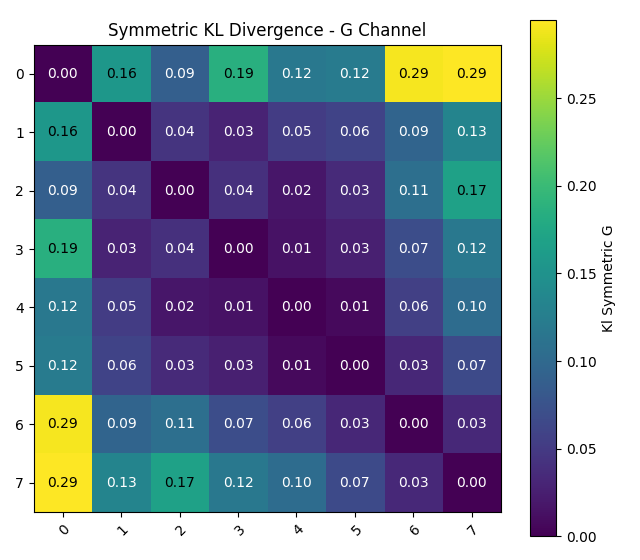 Symmetric KL Divergence - G Channel
0 0.00 0.16 0.09 0.19 0.12 0.12 0.29 0.29
1 0.16 0.00 0.04 0.03 0.05 0.06 0.09 0.13
2 0.09 0.04 0.00 0.04 0.02 0.03 0.11 0.17
3 0.19 0.03 0.04 0.00 0.01 0.03 0.07 0.12
4 0.12 0.05 0.02 0.01 0.00 0.01 0.06 0.10
5 0.12 0.06 0.03 0.03 0.01 0.00 0.03 0.07
6 0.29 0.09 0.11 0.07 0.06 0.03 0.00 0.03
7 0.29 0.13 0.17 0.12 0.10 0.07 0.03 0.00
0 1 2 3 4 5 6 7
0.25
0.20
0.15
0.10
0.05
0.00
Kl Symmetric G